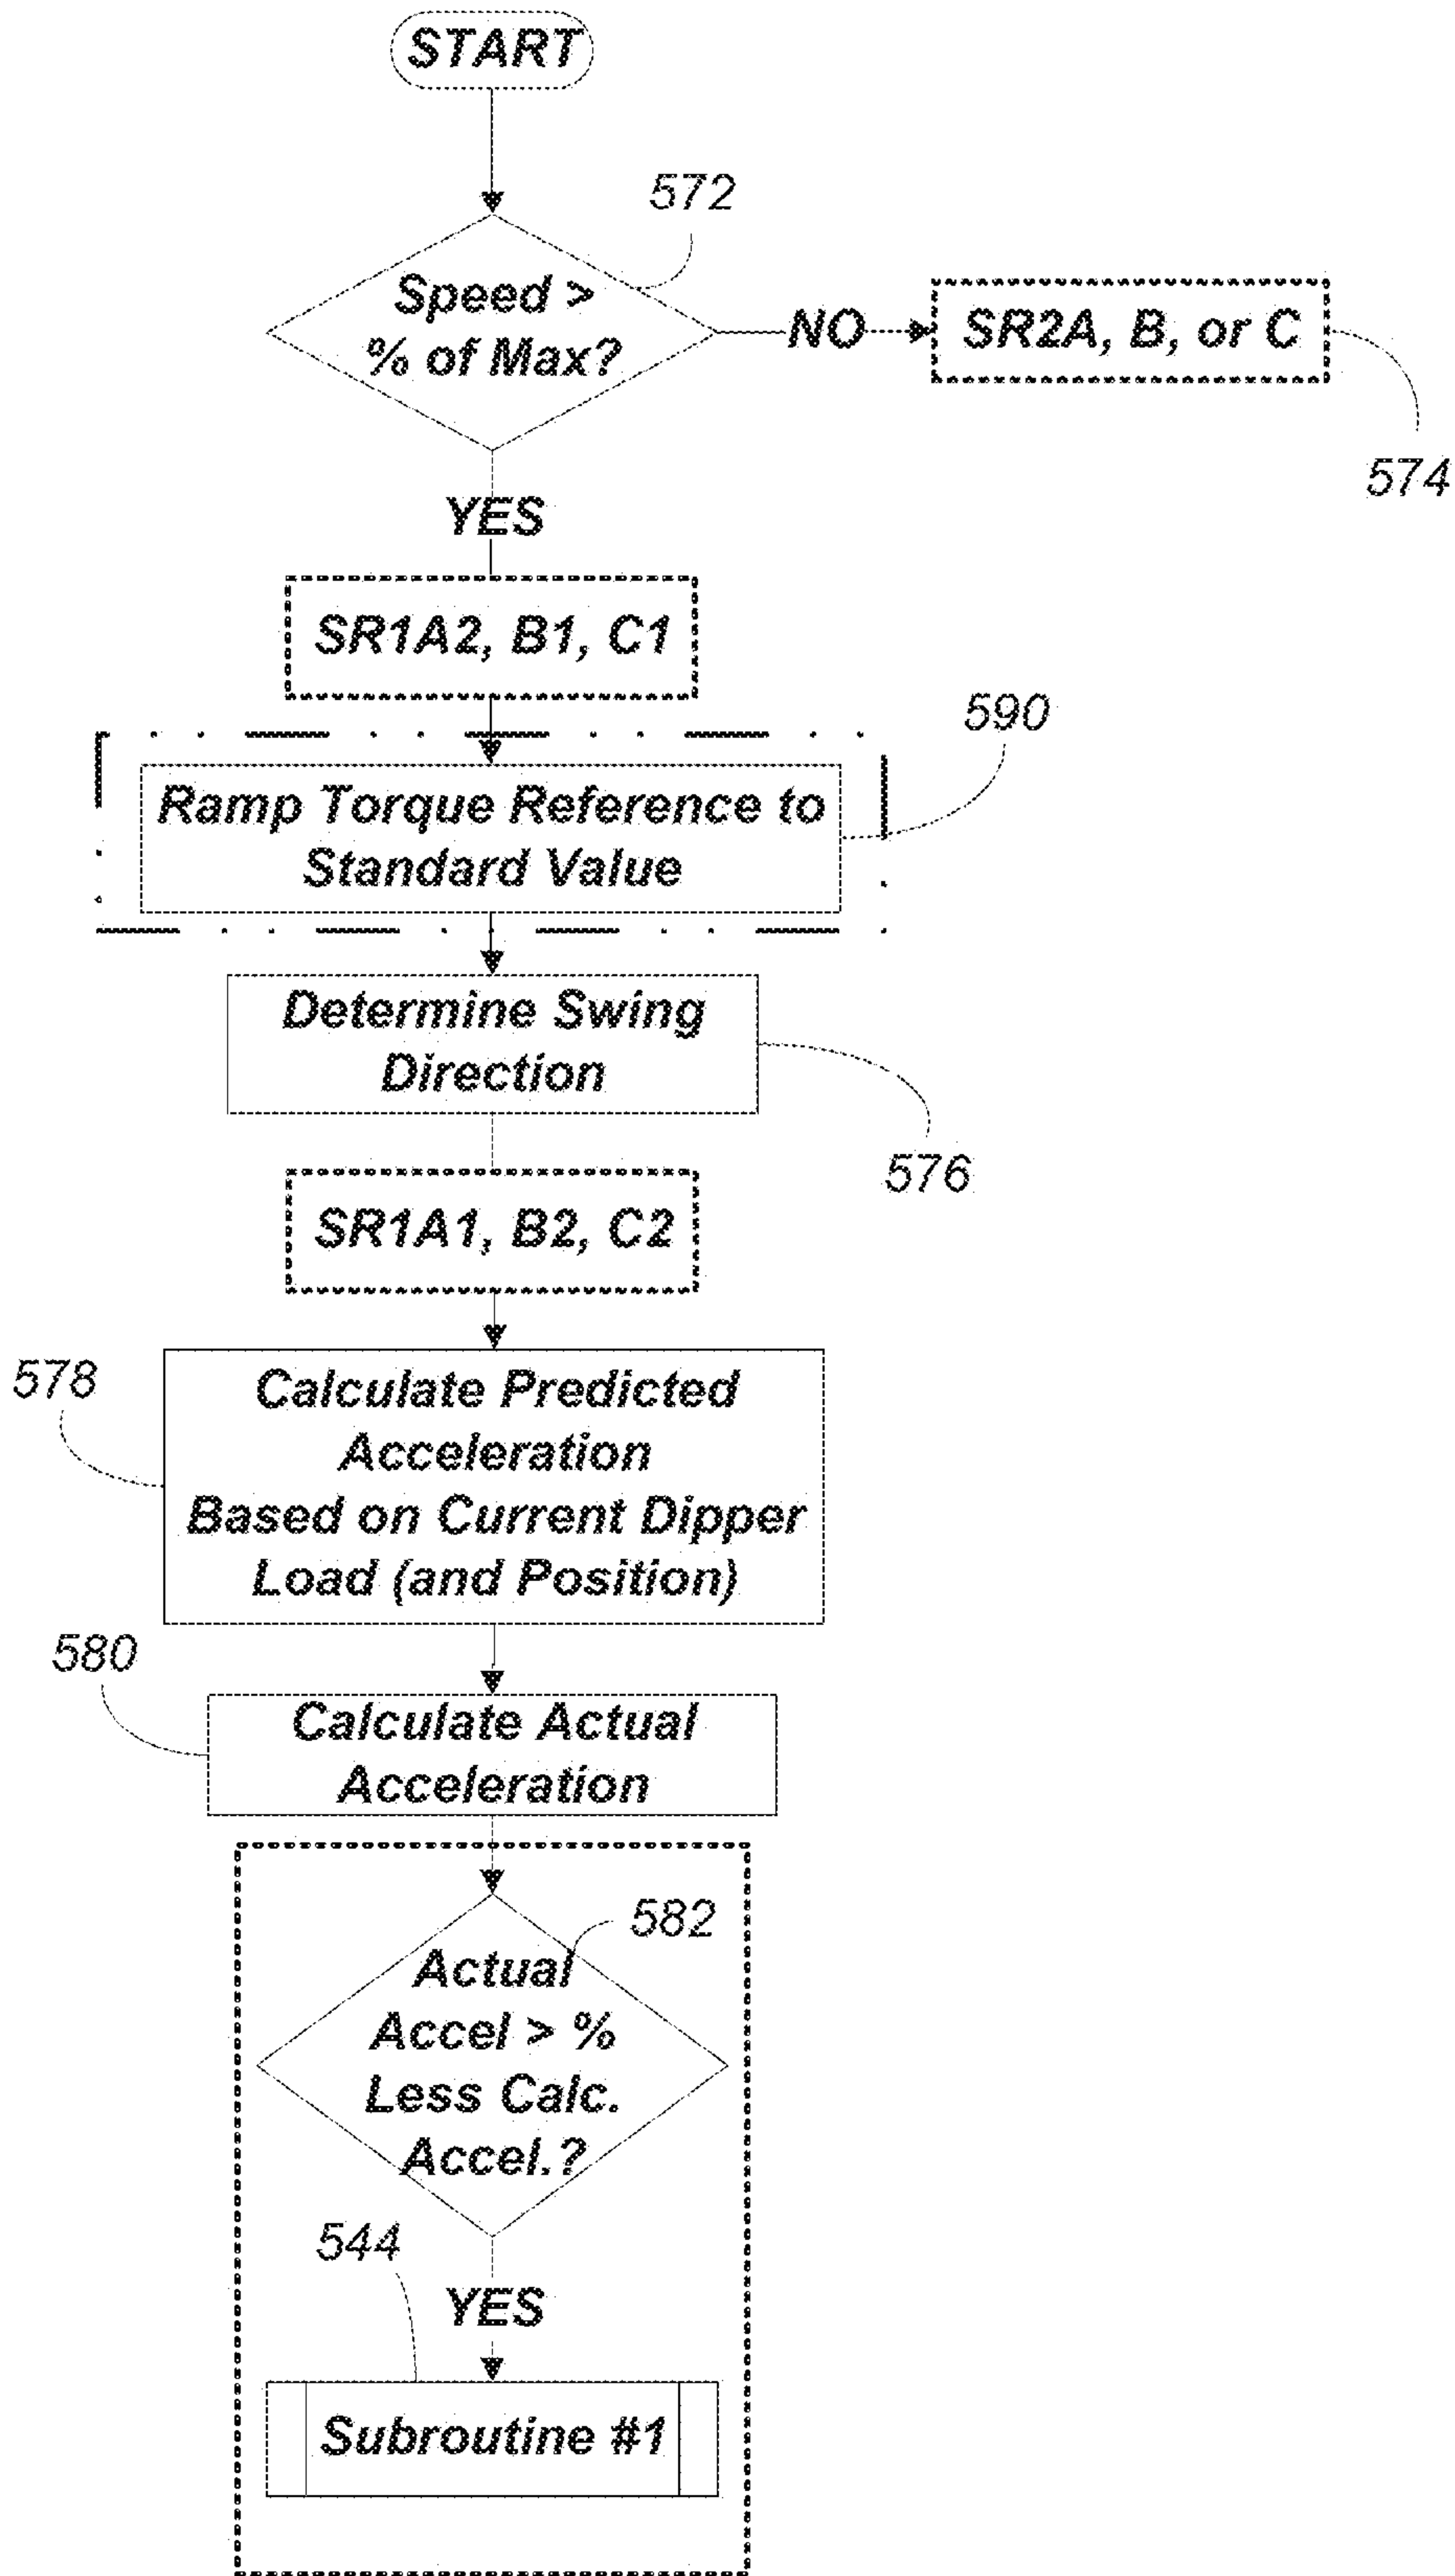 START
572
Speed >
% of Max?
NO
SR2A, B, or C
574
YES
SR1A2, B1, C1
590
Ramp Torque Reference to
Standard Value
Determine Swing
Direction
576
SR1A1, B2, C2
578
Calculate Predicted
Acceleration
Based on Current Dipper
Load (and Position)
580
Calculate Actual
Acceleration
582
Actual
Accel > %
Less Calc.
Accel.?
544
YES
Subroutine #1